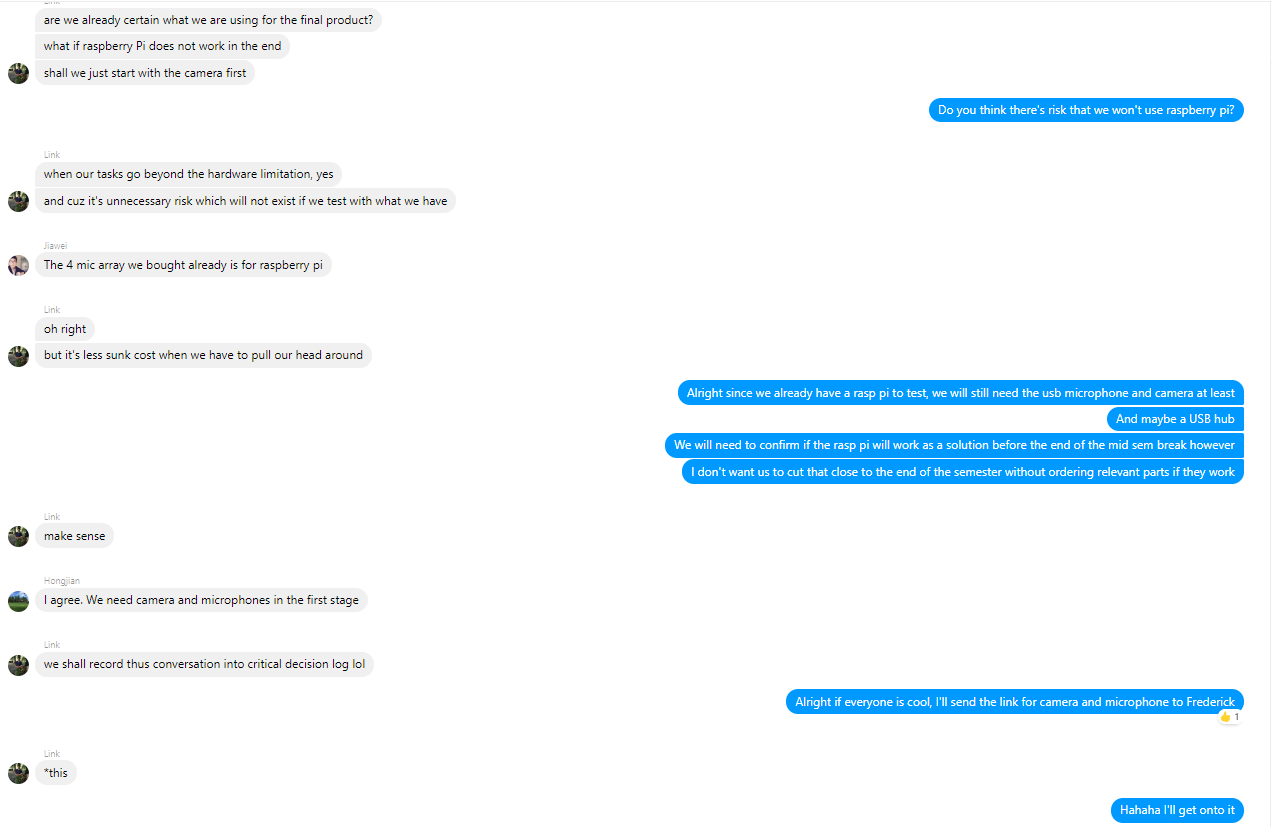 Link
are we already certain what we are using for the final product?
what if raspberry Pi does not work in the end
shall we just start with the camera first
Do you think there's risk that we won't use raspberry pi?
Link
when our tasks go beyond the hardware limitation, yes
and cuz it's unnecessary risk which will not exist if we test with what we have
Jiawei
The 4 mic array we bought already is for raspberry pi
Link
oh right
but it's less sunk cost when we have to pull our head around
Alright since we already have a rasp pi to test, we will still need the usb microphone and camera at least
And maybe a USB hub
We will need to confirm if the rasp pi will work as a solution before the end of the mid sem break however
I don't want us to cut that close to the end of the semester without ordering relevant parts if they work
Link
make sense
Hongjian
I agree. We need camera and microphones in the first stage
Link
we shall record thus conversation into critical decision log lol
Alright if everyone is cool, I'll send the link for camera and microphone to Frederick
1
Link
*this
Hahaha I'll get onto it